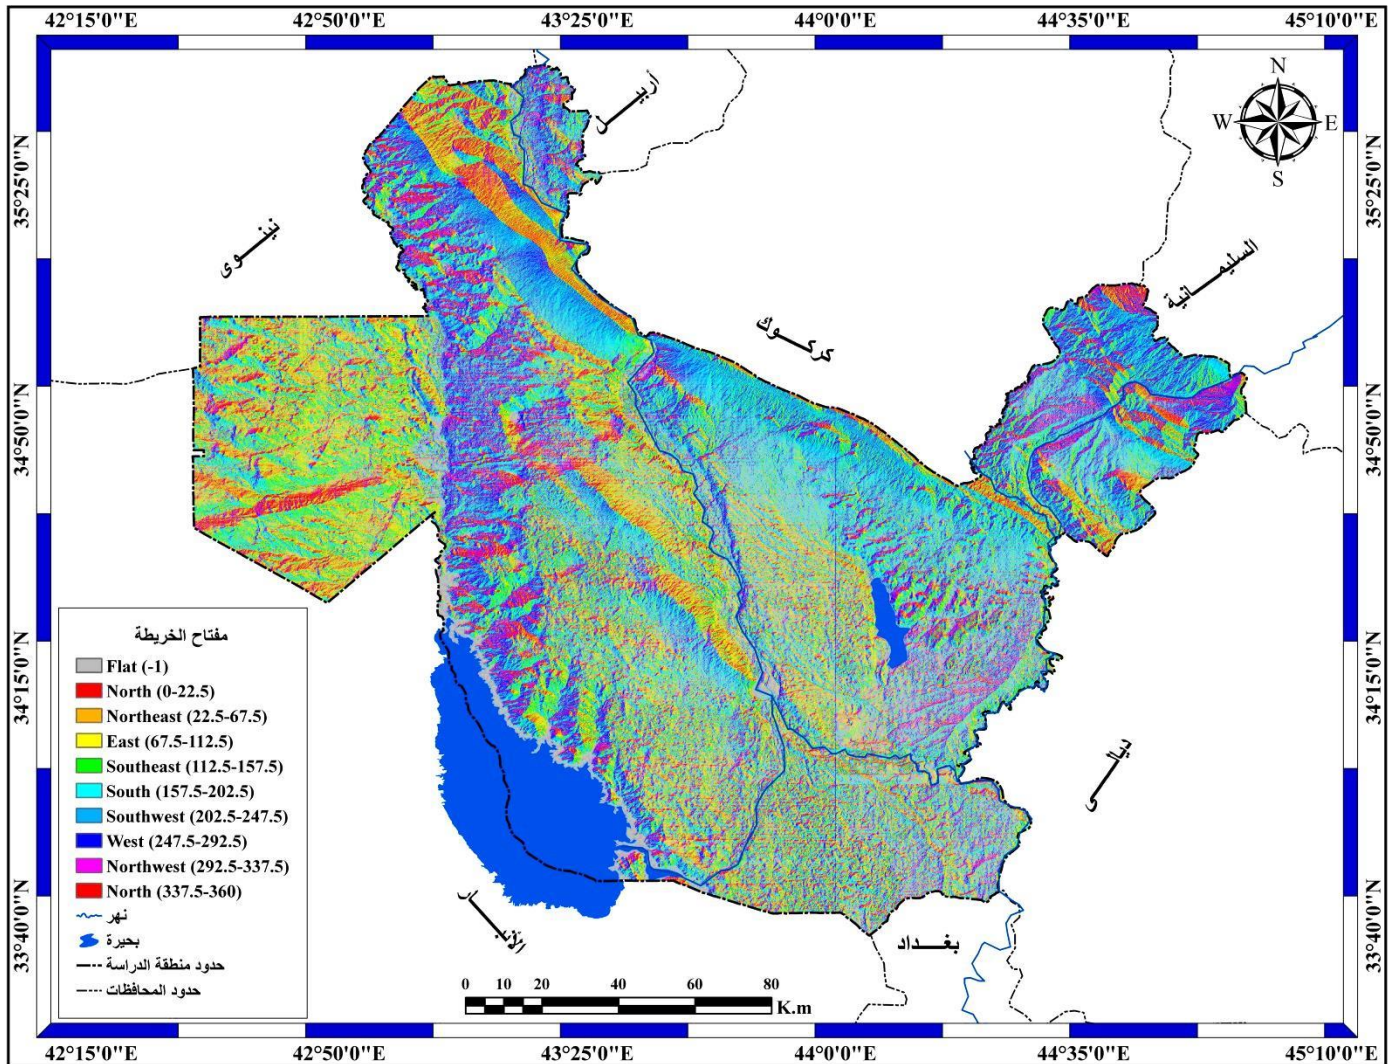 42°15'0"E 42°50'0"E 43°25'0"E 44°0'0"E 44°35'0"E 45°10'0"E
N
W E
S
أربيل
35°25'0"N 35°25'0"N
نينوى
السليمانية
كركوك
34°50'0"N 34°50'0"N
34°15'0"N 34°15'0"N
مفتاح الخريطة
Flat (-1)
North (0-22.5)
Northeast (22.5-67.5)
East (67.5-112.5)
Southeast (112.5-157.5)
South (157.5-202.5)
Southwest (202.5-247.5)
West (247.5-292.5)
Northwest (292.5-337.5)
North (337.5-360)
نهر
بحيرة
حدود منطقة الدراسة
حدود المحافظات
ديالى
33°40'0"N 33°40'0"N
الأنبار
بغداد
0 10 20 40 60 80
K.m
42°15'0"E 42°50'0"E 43°25'0"E 44°0'0"E 44°35'0"E 45°10'0"E